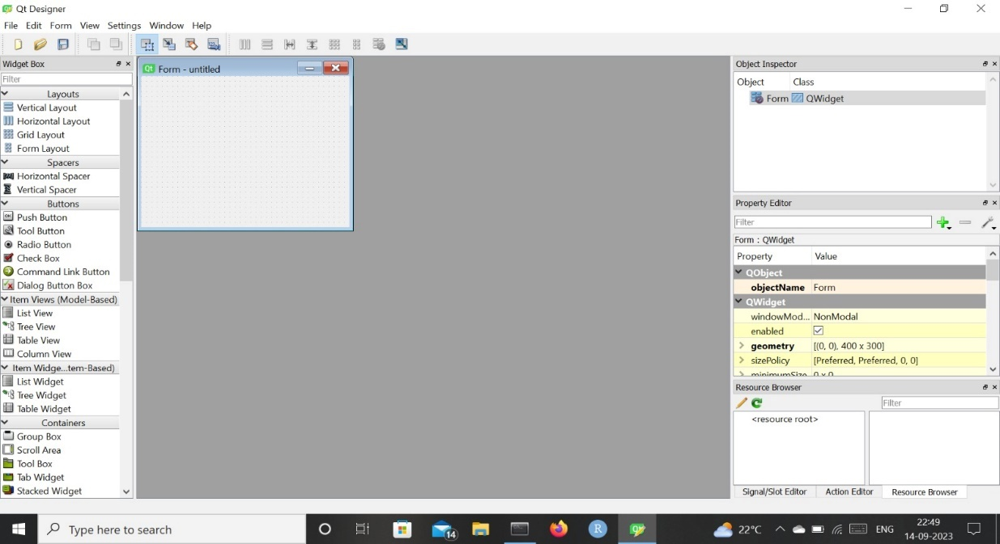 Qt Designer
File Edit Form View Settings Window Help
Widget Box
Filter
Layouts
Vertical Layout
Horizontal Layout
Grid Layout
Form Layout
Spacers
Horizontal Spacer
Vertical Spacer
Buttons
Push Button
Tool Button
Radio Button
Check Box
Command Link Button
Dialog Button Box
Item Views (Model-Based)
List View
Tree View
Table View
Column View
Item Widge...tem-Based)
List Widget
Tree Widget
Table Widget
Containers
Group Box
Scroll Area
Tool Box
Tab Widget
Stacked Widget
Qt Form - untitled
Object Inspector
Object Class
Form QWidget
Property Editor
Filter
Form : QWidget
Property Value
QObject
objectName Form
QWidget
windowMod... NonModal
enabled
geometry [(0, 0), 400 x 300]
sizePolicy [Preferred, Preferred, 0, 0]
minimumSize 0 x 0
Resource Browser
Filter
<resource root>
Signal/Slot Editor Action Editor Resource Browser
Type here to search
14
R
22°C ENG
22:49
14-09-2023